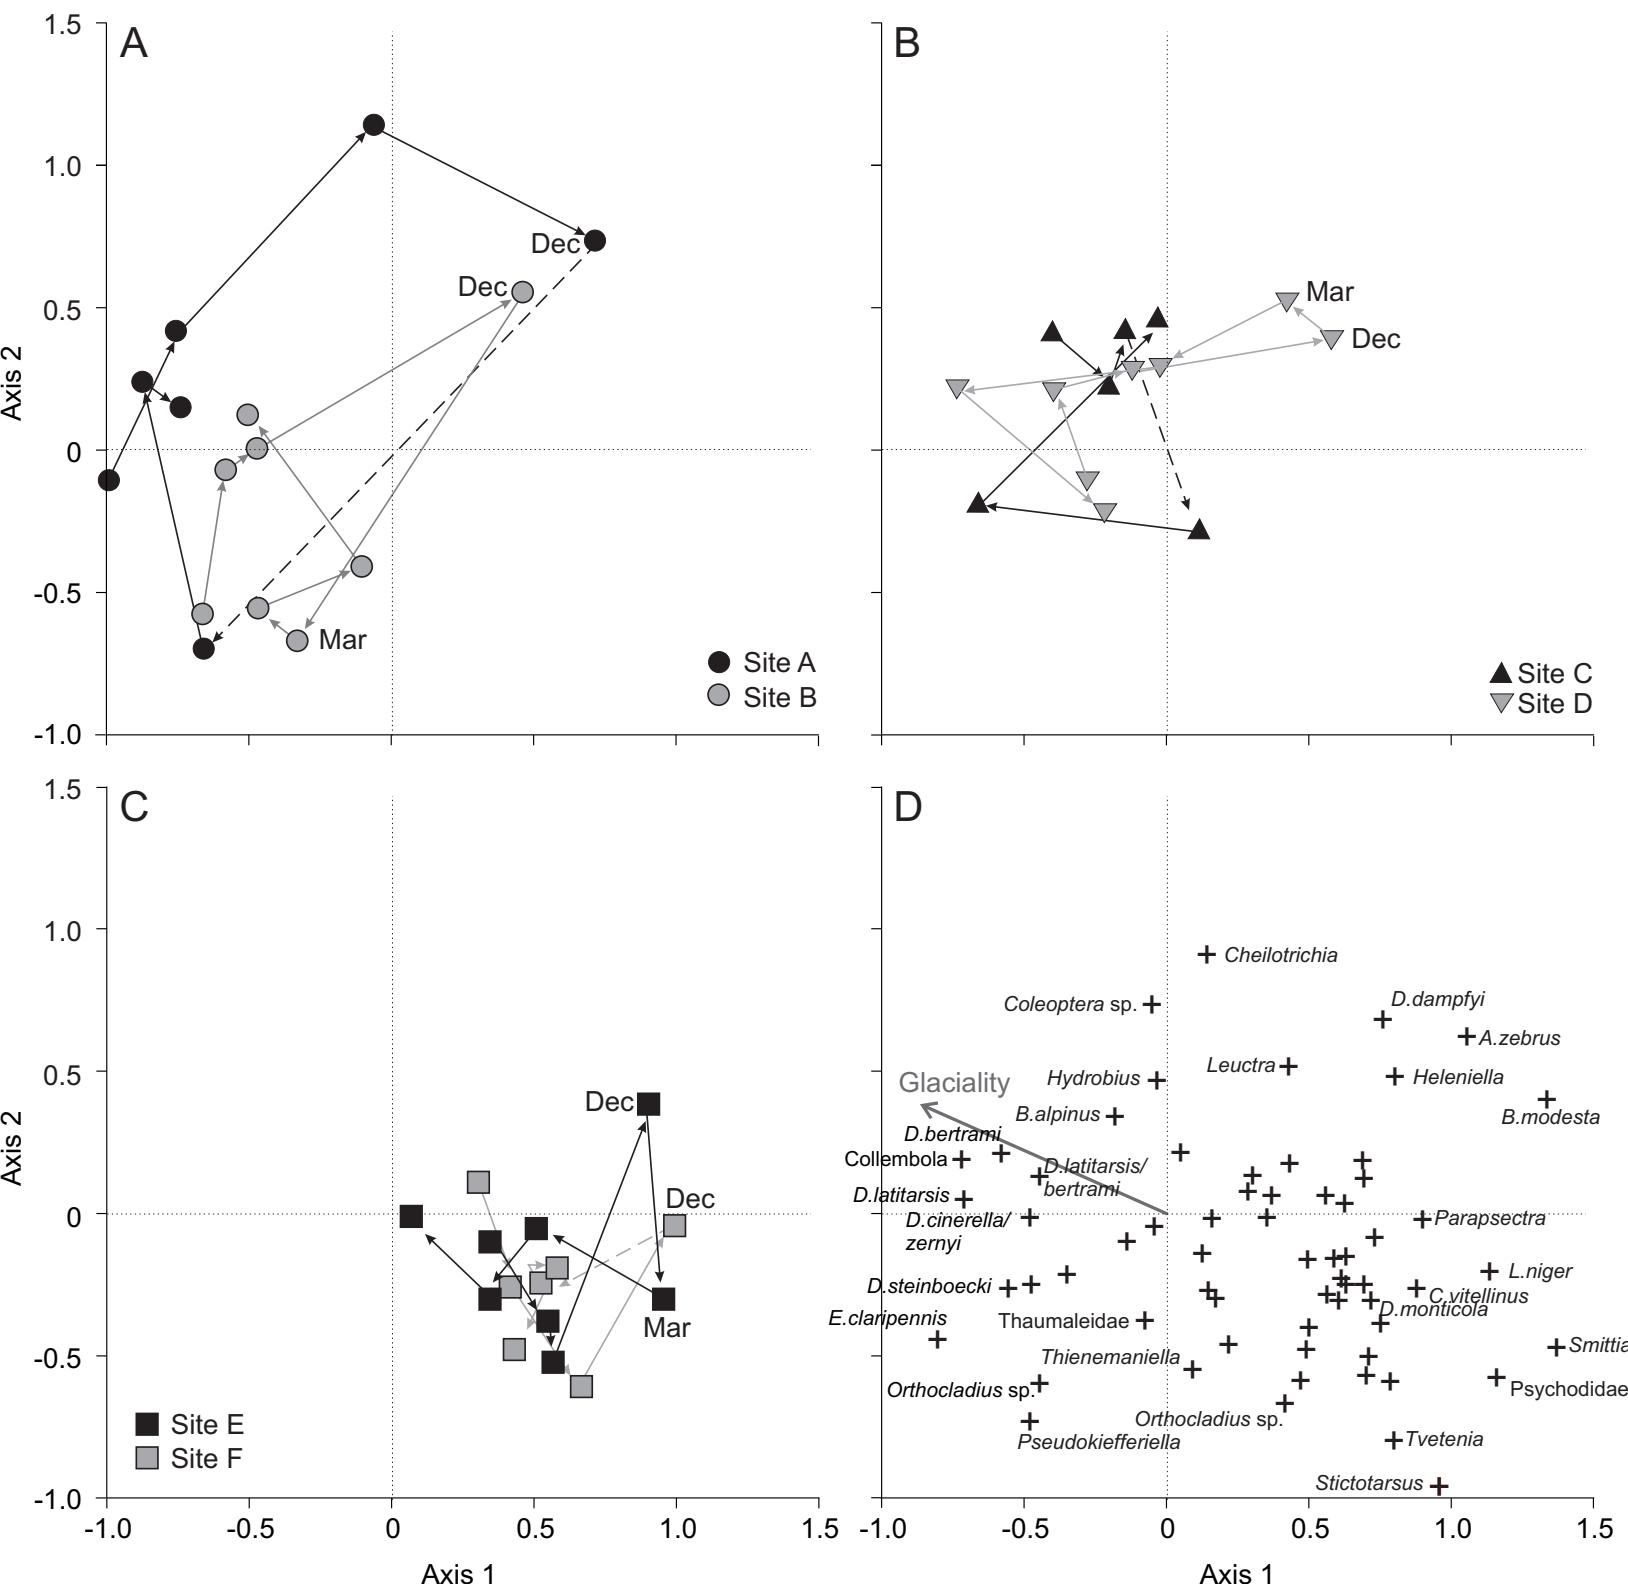 A
B
1.5
1.0
0.5
0
-0.5
-1.0
Axis 2
Dec
Dec
Mar
Site A
Site B
Mar
Dec
Site C
Site D
C
D
1.5
1.0
0.5
0
-0.5
-1.0
Axis 2
Dec
Dec
Mar
Site E
Site F
-1.0
-0.5
0
0.5
1.0
1.5
Axis 1
Cheilotrichia
Coleoptera sp.
D.dampfyi
A.zebrus
Leuctra
Hydrobius
Heleniella
Glaciality
B.modesta
B.alpinus
D.bertrami
Collembola
D.latitarsis/
bertrami
D.latitarsis
D.cinerella/
zernyi
Parapsectra
L.niger
D.steinboecki
C.vitellinus
D.monticola
E.claripennis
Thaumaleidae
Smittia
Thienemaniella
Orthocladius sp.
Psychodidae
Orthocladius sp.
Pseudokiefferiella
Tvetenia
Stictotarsus
-1.0
-0.5
0
0.5
1.0
1.5
Axis 1